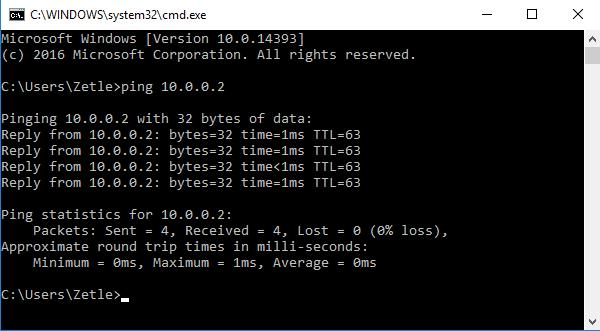 C:\WINDOWS\system32\cmd.exe
Microsoft Windows [Version 10.0.14393]
(c) 2016 Microsoft Corporation. All rights reserved.
C:\Users\Zetle>ping 10.0.0.2
Pinging 10.0.0.2 with 32 bytes of data:
Reply from 10.0.0.2: bytes=32 time=1ms TTL=63
Reply from 10.0.0.2: bytes=32 time=1ms TTL=63
Reply from 10.0.0.2: bytes=32 time<1ms TTL=63
Reply from 10.0.0.2: bytes=32 time=1ms TTL=63
Ping statistics for 10.0.0.2:
    Packets: Sent = 4, Received = 4, Lost = 0 (0% loss),
Approximate round trip times in milli-seconds:
    Minimum = 0ms, Maximum = 1ms, Average = 0ms
C:\Users\Zetle>